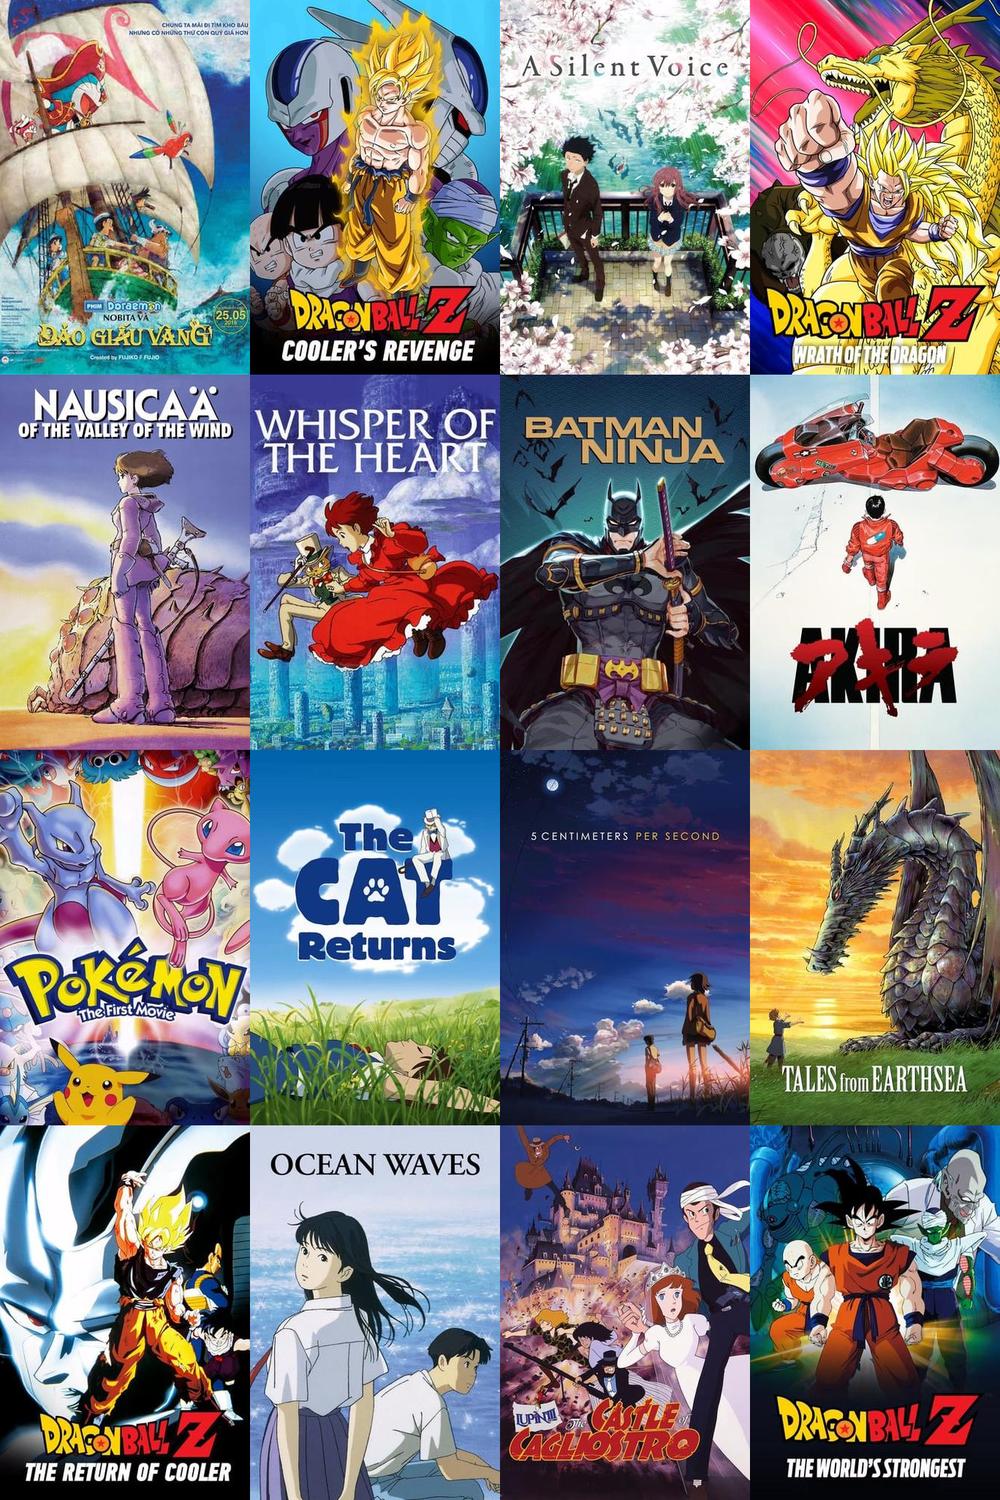 CHÚNG TA MÃI ĐI TÌM KHO BÁU
NHƯNG CÓ NHỮNG THỨ CÒN QUÝ GIÁ HƠN
PHIM Doraemon
NOBITA VÀ
ĐẢO GIẤU VÀNG
25.05
2018
Created by FUJIKO F FUJIO
DRAGON BALL Z
COOLER'S REVENGE
A Silent Voice
DRAGON BALL Z
WRATH OF THE DRAGON
NAUSICAÄ
OF THE VALLEY OF THE WIND
WHISPER OF
THE HEART
BATMAN
NINJA
AKIRA
アキラ
POKéMON
The First Movie
The
CAT
Returns
5 CENTIMETERS PER SECOND
TALES from EARTHSEA
DRAGON BALL Z
THE RETURN OF COOLER
OCEAN WAVES
LUPIN III
The CASTLE of
CAGLIOSTRO
DRAGON BALL Z
THE WORLD'S STRONGEST